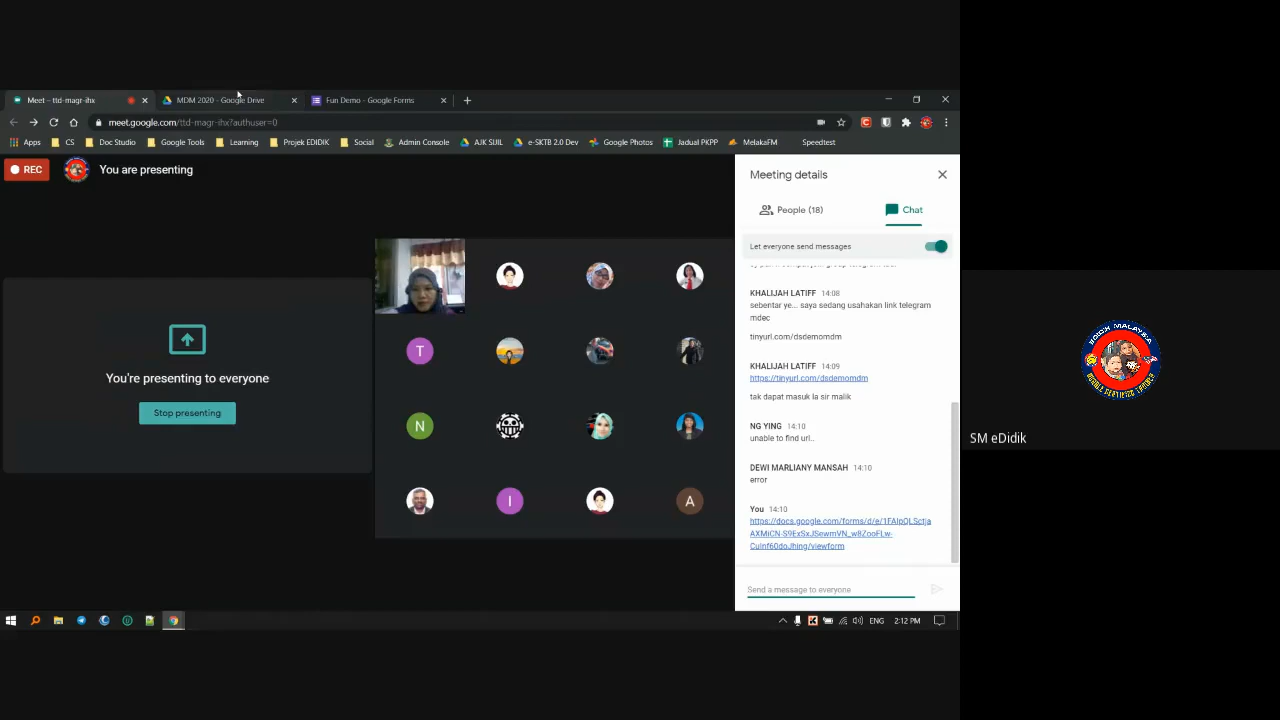 Meet – ttd-magr-ihx
MDM 2020 - Google Drive
Fun Demo - Google Forms
meet.google.com/ttd-magr-ihx?authuser=0
Apps
CS
Doc Studio
Google Tools
Learning
Projek EDIDIK
Social
Admin Console
AJK SUIL
e-SKTB 2.0 Dev
Google Photos
Jadual PKPP
MelakaFM
Speedtest
REC
You are presenting
You're presenting to everyone
Stop presenting
T
N
I
A
Meeting details
People (18)
Chat
Let everyone send messages
KHALIJAH LATIFF 14:08
sebentar ye... saya sedang usahakan link telegram
mdec
tinyurl.com/dsdemomdm
KHALIJAH LATIFF 14:09
https://tinyurl.com/dsdemomdm
tak dapat masuk la sir malik
NG YING 14:10
unable to find url..
DEWI MARLIANY MANSAH 14:10
error
You 14:10
https://docs.google.com/forms/d/e/1FAIpQLSctja
AXMiCN-S9ExSxJSewmVN_w8ZooFLw-
CuInf60doJhing/viewform
Send a message to everyone
ENG
2:12 PM
SM eDidik